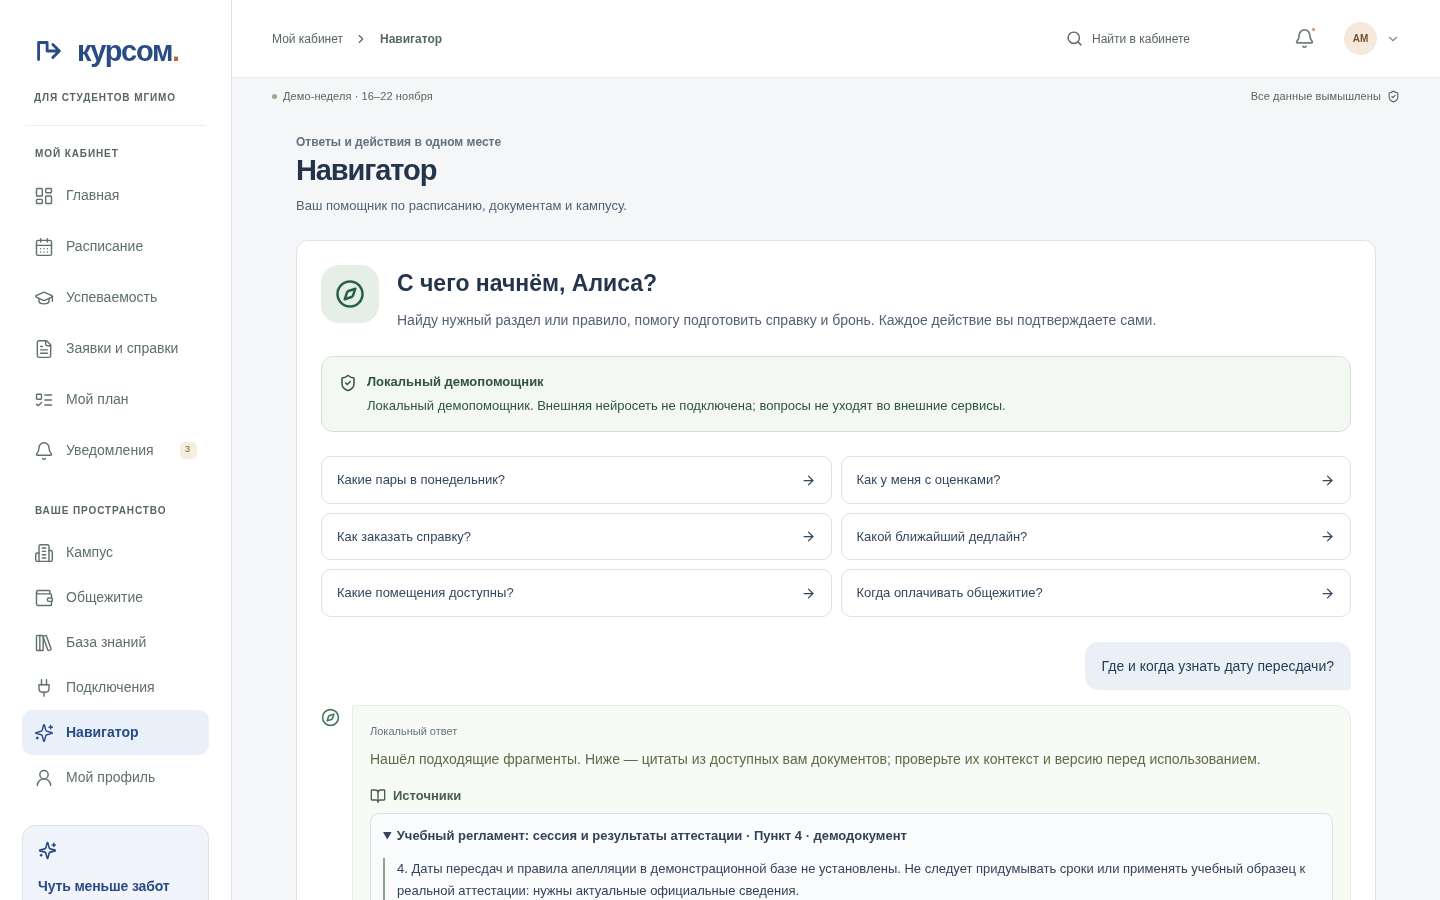 курсом.
ДЛЯ СТУДЕНТОВ МГИМО
МОЙ КАБИНЕТ
Главная
Расписание
Успеваемость
Заявки и справки
Мой план
Уведомления
3
ВАШЕ ПРОСТРАНСТВО
Кампус
Общежитие
База знаний
Подключения
Навигатор
Мой профиль
Чуть меньше забот
Мой кабинет
Навигатор
Найти в кабинете
АМ
Демо-неделя · 16–22 ноября
Все данные вымышлены
Ответы и действия в одном месте
Навигатор
Ваш помощник по расписанию, документам и кампусу.
С чего начнём, Алиса?
Найду нужный раздел или правило, помогу подготовить справку и бронь. Каждое действие вы подтверждаете сами.
Локальный демопомощник
Локальный демопомощник. Внешняя нейросеть не подключена; вопросы не уходят во внешние сервисы.
Какие пары в понедельник?
Как у меня с оценками?
Как заказать справку?
Какой ближайший дедлайн?
Какие помещения доступны?
Когда оплачивать общежитие?
Где и когда узнать дату пересдачи?
Локальный ответ
Нашёл подходящие фрагменты. Ниже — цитаты из доступных вам документов; проверьте их контекст и версию перед использованием.
Источники
Учебный регламент: сессия и результаты аттестации · Пункт 4 · демодокумент
4. Даты пересдач и правила апелляции в демонстрационной базе не установлены. Не следует придумывать сроки или применять учебный образец к
реальной аттестации: нужны актуальные официальные сведения.